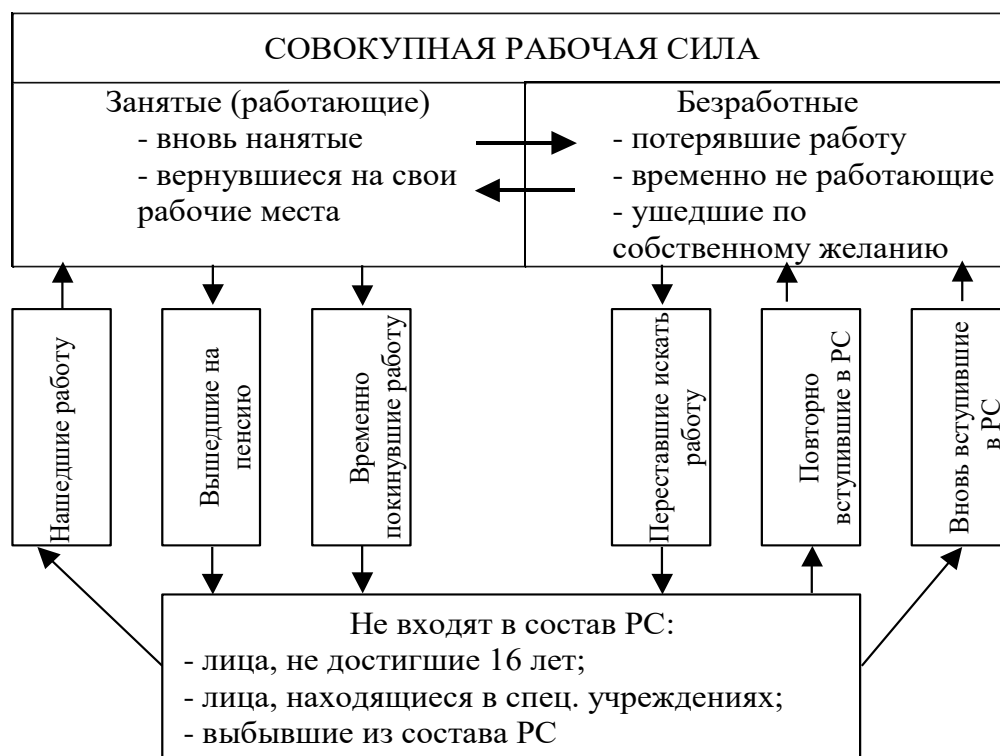 СОВОКУПНАЯ РАБОЧАЯ СИЛА
Занятые (работающие)
- вновь нанятые
- вернувшиеся на свои
рабочие места
Безработные
- потерявшие работу
- временно не работающие
- ушедшие по
собственному желанию
Нашедшие работу
Вышедшие на
пенсию
Временно
покинувшие работу
Переставшие искать
работу
Повторно
вступившие в РС
Вновь вступившие
в РС
Не входят в состав РС:
- лица, не достигшие 16 лет;
- лица, находящиеся в спец. учреждениях;
- выбывшие из состава РС